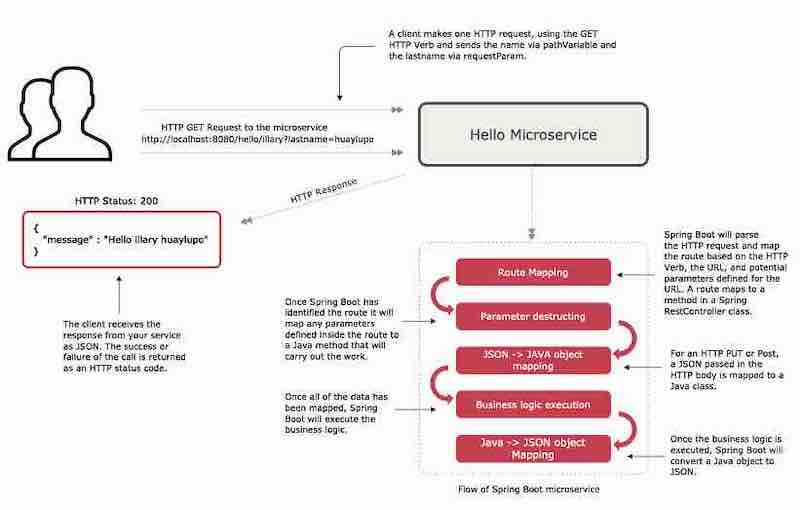 A client makes one HTTP request, using the GET
HTTP Verb and sends the name via pathVariable and
the lastname via requestParam.
HTTP GET Request to the microservice
http://localhost:8080/hello/illary?lastname=huaylupo
Hello Microservice
HTTP Response
HTTP Status: 200
{
"message" : "Hello illary huaylupo"
}
The client receives the
response from your service
as JSON. The success or
failure of the call is returned
as an HTTP status code.
Route Mapping
Spring Boot will parse
the HTTP request and map
the route based on the HTTP
Verb, the URL, and potential
parameters defined for the
URL. A route maps to a
method in a Spring
RestController class.
Once Spring Boot has
identified the route it will
map any parameters
defined inside the route to
a Java method that will
carry out the work.
Parameter destructing
JSON -> JAVA object
mapping
For an HTTP PUT or Post,
a JSON passed in the
HTTP body is mapped to a
Java class.
Once all of the data has
been mapped, Spring
Boot will execute the
business logic.
Business logic execution
Java -> JSON object
Mapping
Once the business logic is
executed, Spring Boot will
convert a Java object to
JSON.
Flow of Spring Boot microservice